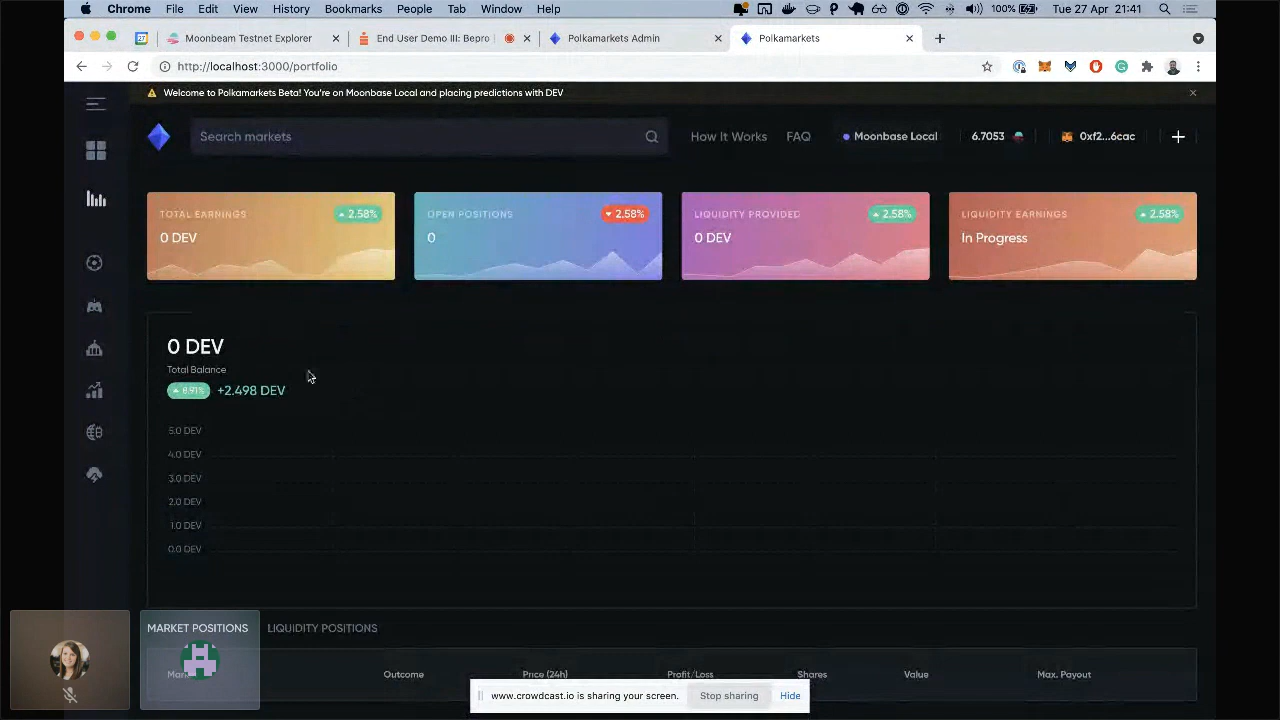 Chrome File Edit View History Bookmarks People Tab Window Help 100% Tue 27 Apr 21:41
27 Moonbeam Testnet Explorer End User Demo III: Bepro Polkamarkets Admin Polkamarkets
http://localhost:3000/portfolio
Welcome to Polkamarkets Beta! You're on Moonbase Local and placing predictions with DEV
Search markets How It Works FAQ Moonbase Local 6.7053 0xf2...6cac
TOTAL EARNINGS 2.58% OPEN POSITIONS 2.58% LIQUIDITY PROVIDED 2.58% LIQUIDITY EARNINGS 2.58%
0 DEV 0 0 DEV In Progress
0 DEV
Total Balance
8.91% +2.498 DEV
5.0 DEV
4.0 DEV
3.0 DEV
2.0 DEV
1.0 DEV
0.0 DEV
MARKET POSITIONS LIQUIDITY POSITIONS
Outcome Price (24h) Profit/Loss Shares Value Max. Payout
www.crowdcast.io is sharing your screen. Stop sharing Hide